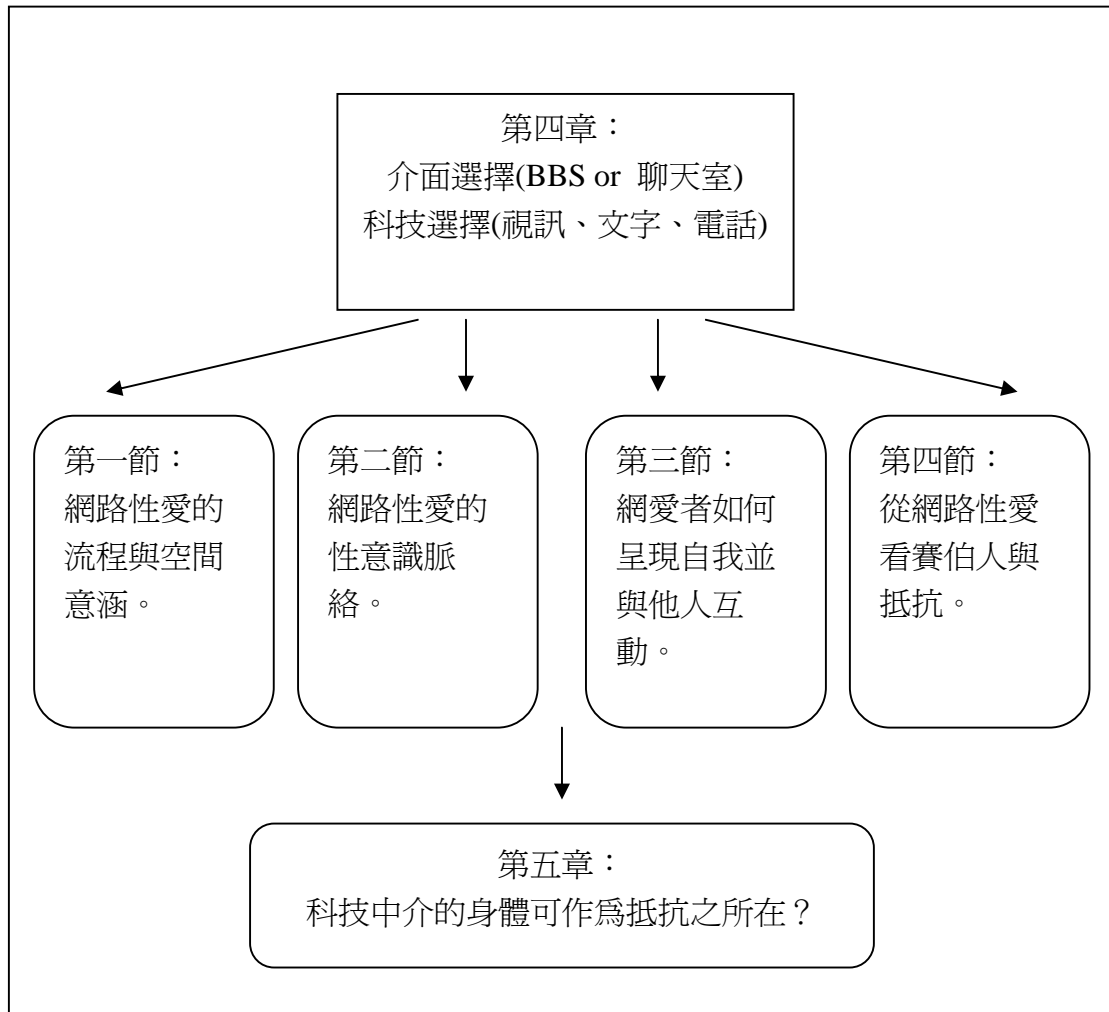 第四章：
介面選擇(BBS or 聊天室)
科技選擇(視訊、文字、電話)
第一節：
網路性愛的
流程與空間
意涵。
第二節：
網路性愛的
性意識脈
絡。
第三節：
網愛者如何
呈現自我並
與他人互
動。
第四節：
從網路性愛
看賽伯人與
抵抗。
第五章：
科技中介的身體可作為抵抗之所在？